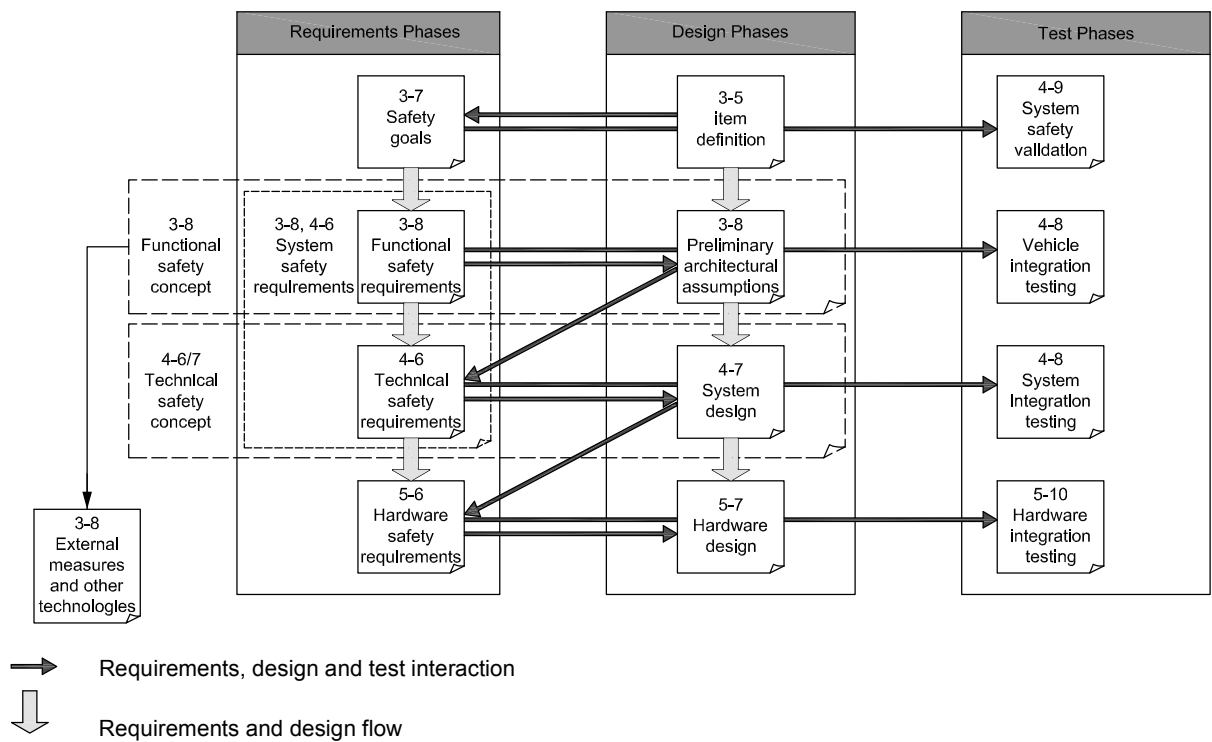 Requirements Phases
Design Phases
Test Phases
3-7
Safety
goals
3-5
item
definition
4-9
System
safety
validation
3-8
Functional
safety
concept
3-8, 4-6
System
safety
requirements
3-8
Functional
safety
requirements
3-8
Preliminary
architectural
assumptions
4-8
Vehicle
integration
testing
4-6/7
Technical
safety
concept
4-6
Technical
safety
requirements
4-7
System
design
4-8
System
integration
testing
5-6
Hardware
safety
requirements
5-7
Hardware
design
5-10
Hardware
integration
testing
3-8
External
measures
and other
technologies
Requirements, design and test interaction
Requirements and design flow